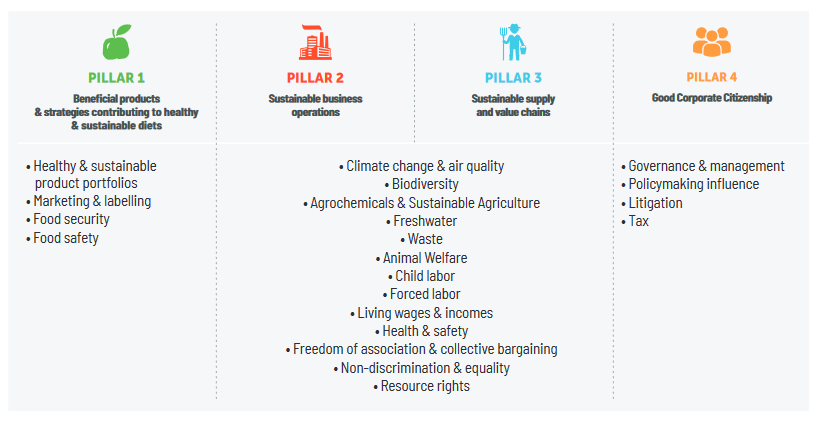 PILLAR 1
Beneficial products
& strategies contributing to healthy
& sustainable diets
PILLAR 2
Sustainable business
operations
PILLAR 3
Sustainable supply
and value chains
PILLAR 4
Good Corporate Citizenship
• Healthy & sustainable
product portfolios
• Marketing & labelling
• Food security
• Food safety
• Climate change & air quality
• Biodiversity
• Agrochemicals & Sustainable Agriculture
• Freshwater
• Waste
• Animal Welfare
• Child labor
• Forced labor
• Living wages & incomes
• Health & safety
• Freedom of association & collective bargaining
• Non-discrimination & equality
• Resource rights
• Governance & management
• Policymaking influence
• Litigation
• Tax